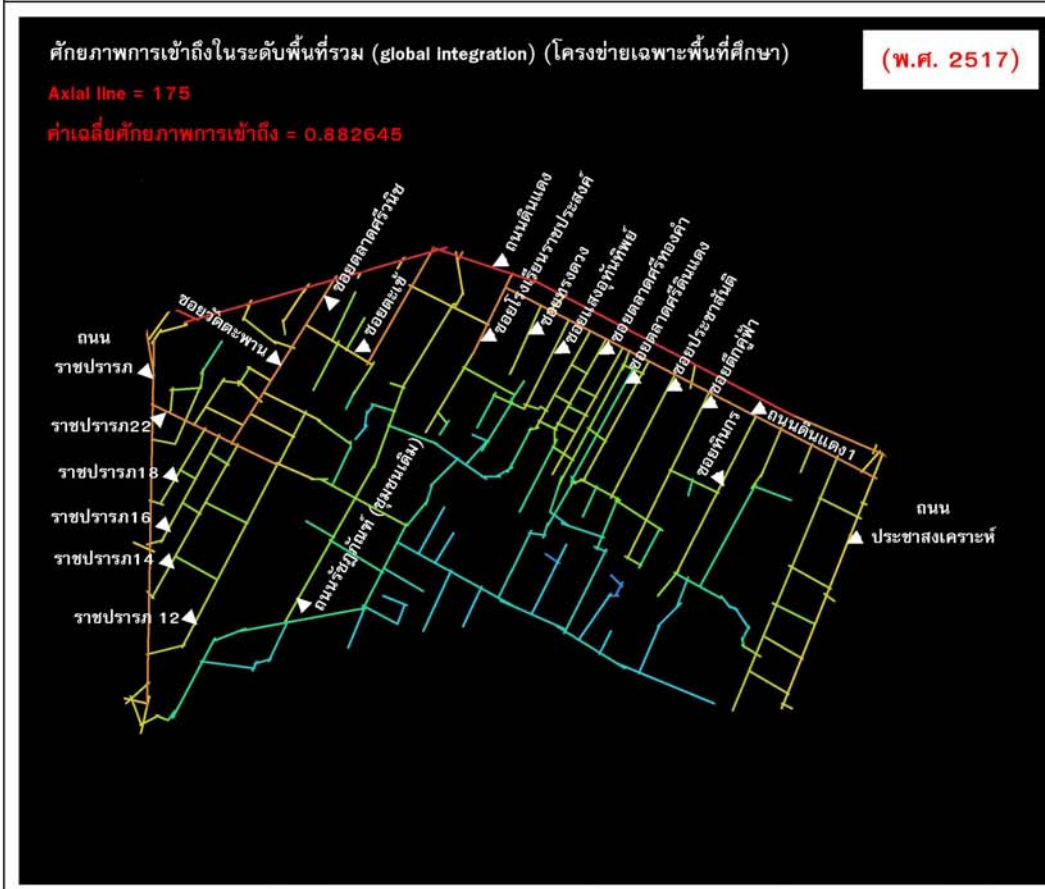 ศักยภาพการเข้าถึงในระดับพื้นที่รวม (global integration) (โครงข่ายเฉพาะพื้นที่ศึกษา)
(พ.ศ. 2517)
Axial line = 175
ค่าเฉลี่ยศักยภาพการเข้าถึง = 0.882645
ซอยตลาดศรีวนิช
ถนนดินแดง
ซอยโรงเรียนราชประสงค์
ซอยทรงดวง
ซอยแสงอุทันทิพย์
ซอยตลาดศรีทองคำ
ซอยตลาดศรีดินแดง
ซอยประชาสันติ
ซอยตึกคู่ฟ้า
ซอยวัดตะพาน
ซอยตะเช้
ถนน
ราชปรารภ
ถนนดินแดง1
ราชปรารภ22
ซอยทินกร
ถนนรัชฎภัณฑ์ (ชุมชนเดิม)
ราชปรารภ18
ถนน
ประชาสงเคราะห์
ราชปรารภ16
ราชปรารภ14
ราชปรารภ 12